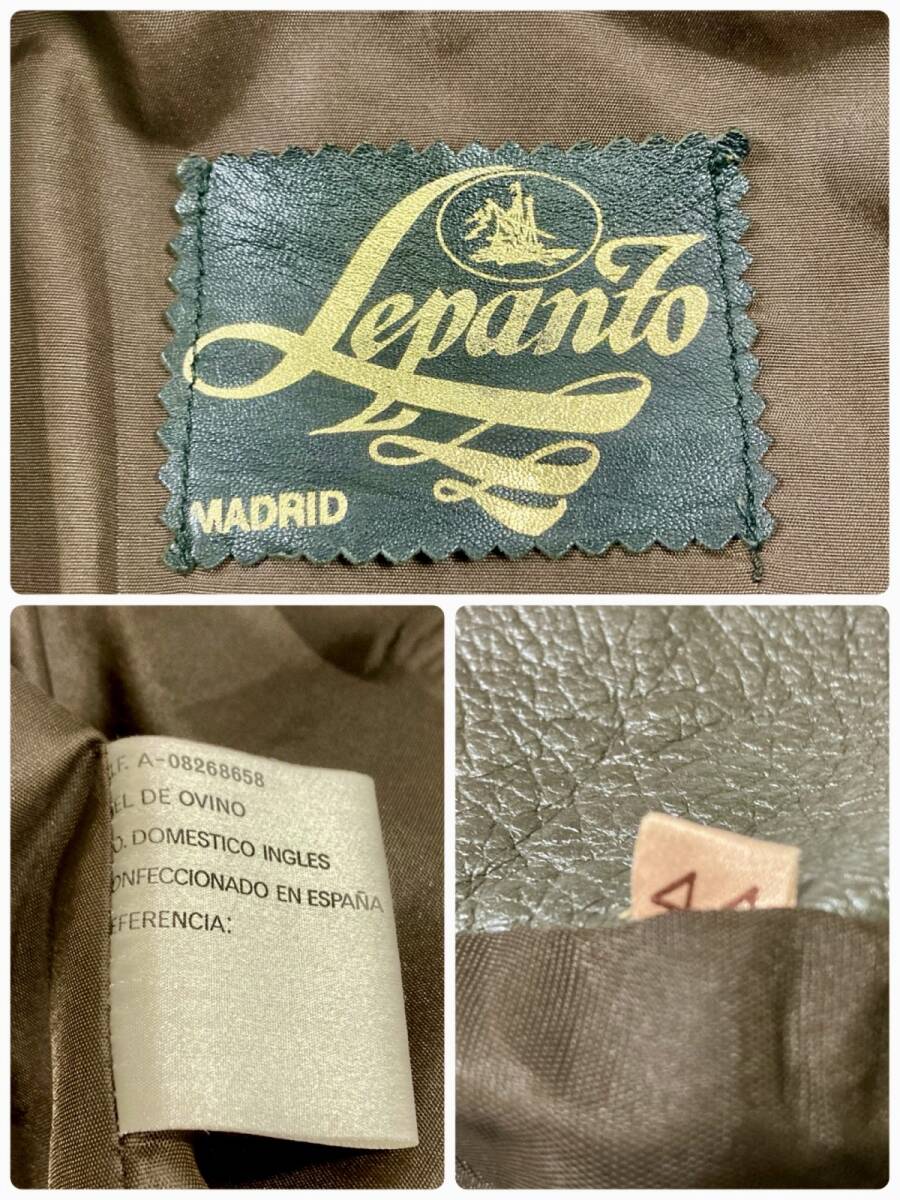 Lepanto
MADRID
.F. A-08268658
EL DE OVINO
O. DOMESTICO INGLES
ONFECCIONADO EN ESPAÑA
EFERENCIA: